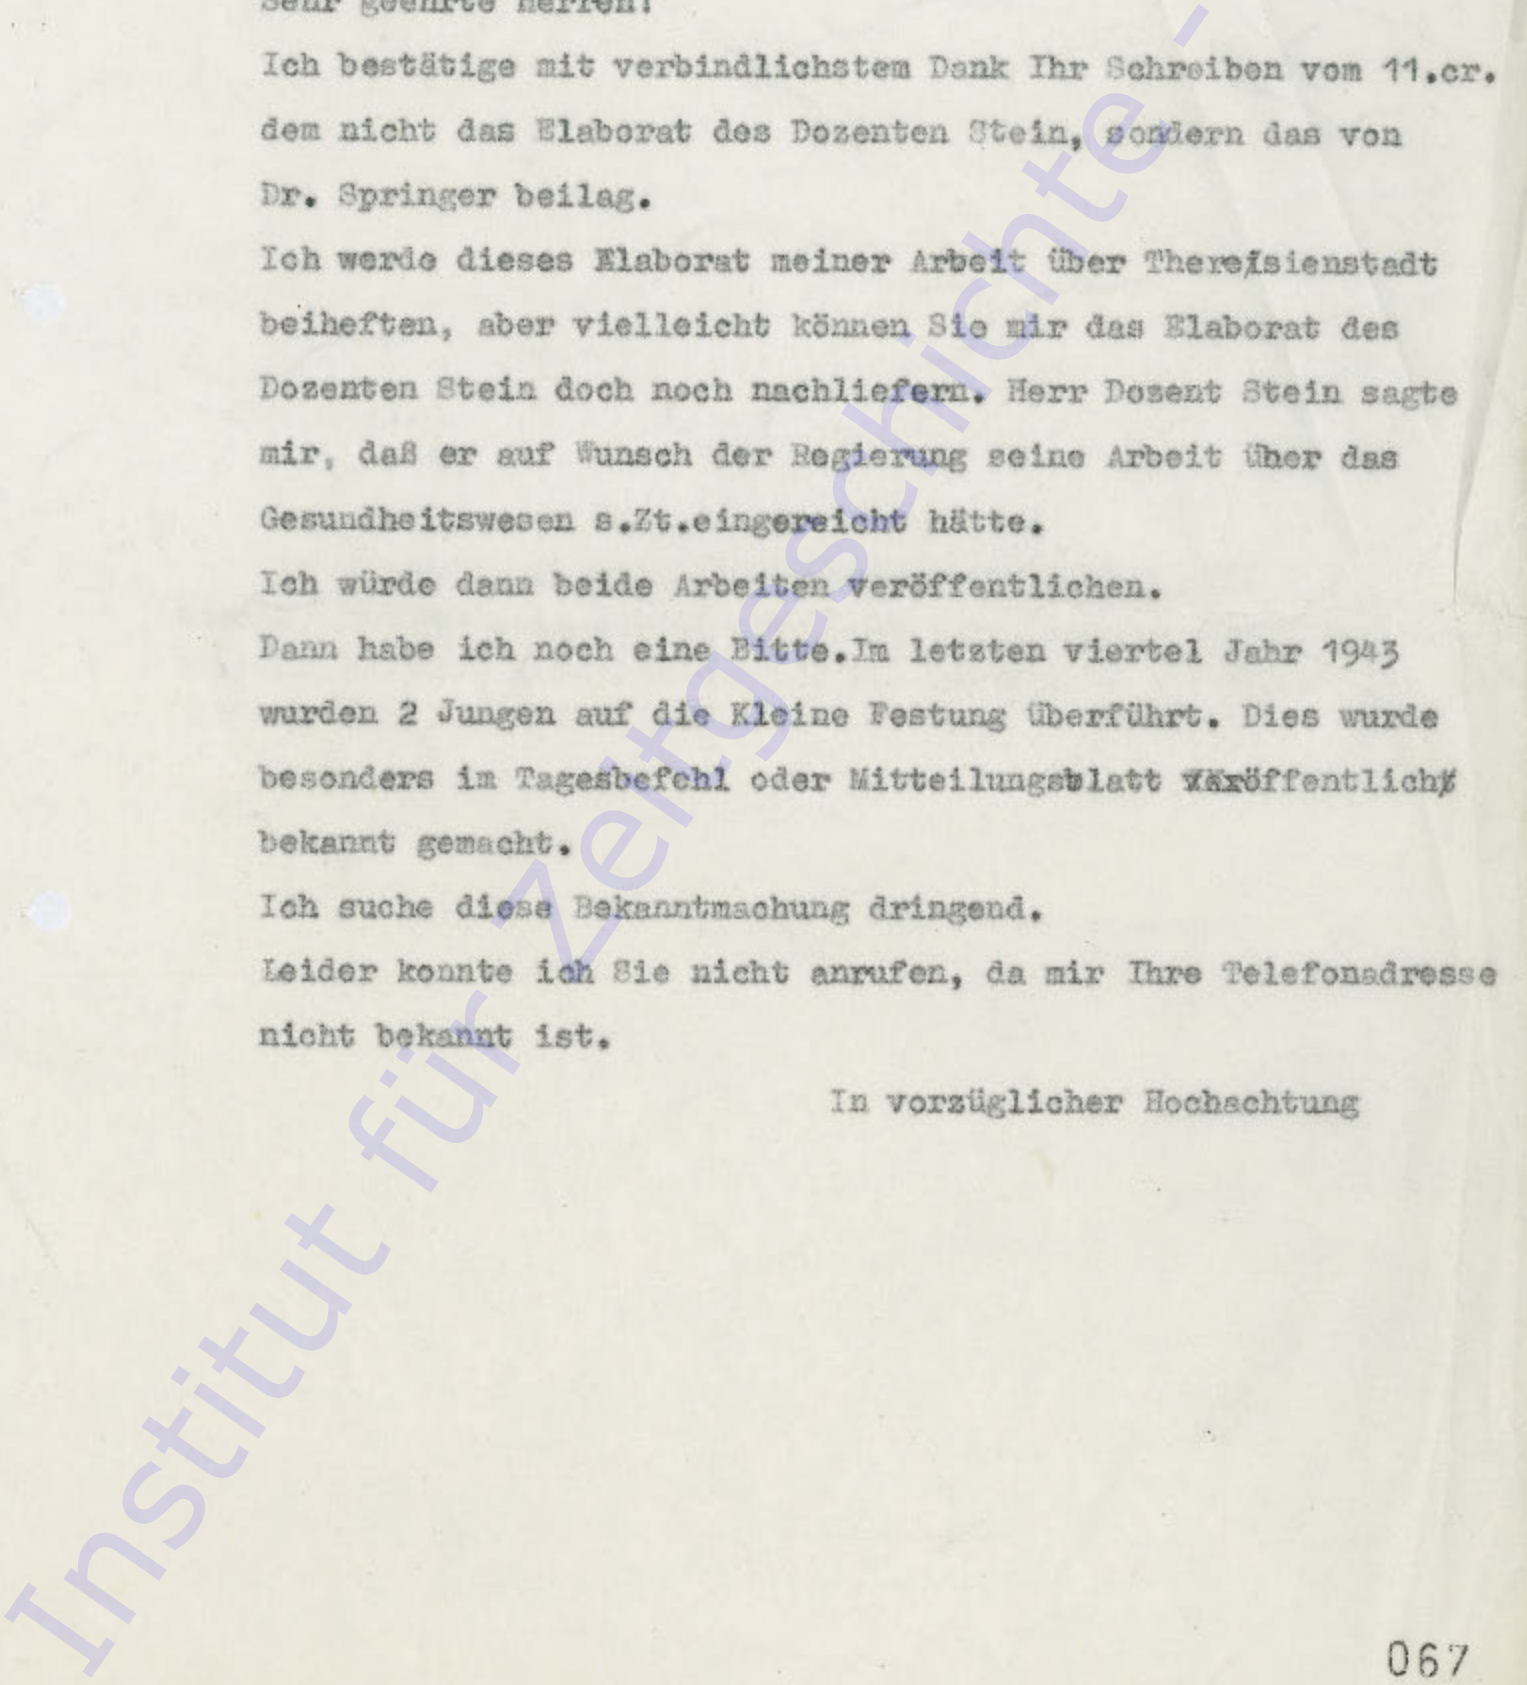 Sehr geehrte Herren!
Ich bestätige mit verbindlichstem Dank Ihr Schreiben vom 11.cr.
dem nicht das Elaborat des Dozenten Stein, sondern das von
Dr. Springer beilag.
Ich werde dieses Elaborat meiner Arbeit über Theresienstadt
beiheften, aber vielleicht können Sie mir das Elaborat des
Dozenten Stein doch noch nachliefern. Herr Dozent Stein sagte
mir, daß er auf Wunsch der Regierung seine Arbeit über das
Gesundheitswesen s.Zt.eingereicht hätte.
Ich würde dann beide Arbeiten veröffentlichen.
Dann habe ich noch eine Bitte.Im letzten viertel Jahr 1943
wurden 2 Jungen auf die Kleine Festung überführt. Dies wurde
besonders im Tagesbefehl oder Mitteilungsblatt veröffentlicht
bekannt gemacht.
Ich suche diese Bekanntmachung dringend.
Leider konnte ich Sie nicht anrufen, da mir Ihre Telefonadresse
nicht bekannt ist.
In vorzüglicher Hochachtung
Institut für Zeitgeschichte -
067